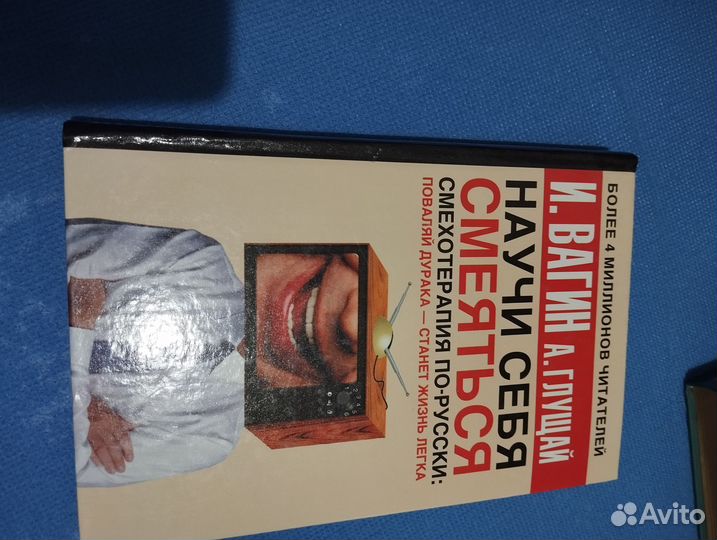 БОЛЕЕ 4 МИЛЛИОНОВ ЧИТАТЕЛЕЙ
И. ВАГИН А.ГЛУЩАЙ
НАУЧИ СЕБЯ
СМЕЯТЬСЯ
СМЕХОТЕРАПИЯ ПО-РУССКИ:
ПОВАЛЯЙ ДУРАКА — СТАНЕТ ЖИЗНЬ ЛЕГКА
Avito